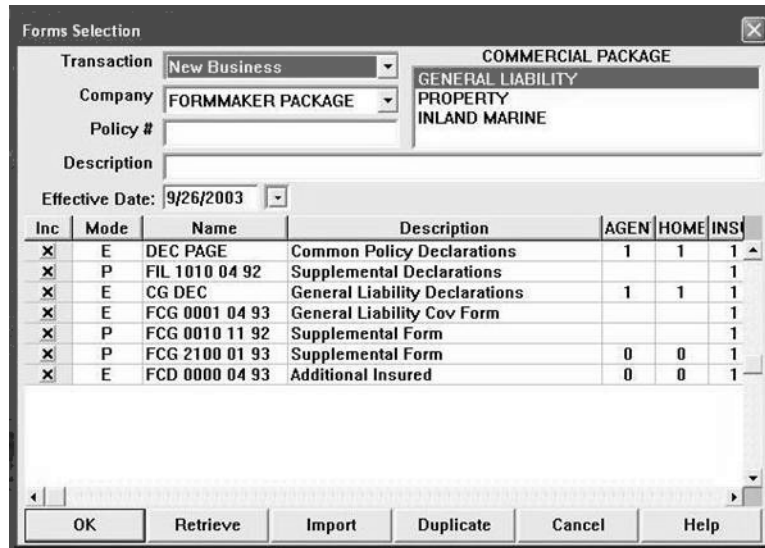 Forms Selection
Transaction New Business COMMERCIAL PACKAGE
GENERAL LIABILITY
Company FORMMAKER PACKAGE PROPERTY
INLAND MARINE
Policy #
Description
Effective Date: 9/26/2003
Inc Mode Name Description AGEN HOME INS
E DEC PAGE Common Policy Declarations 1 1 1
P FIL 1010 04 92 Supplemental Declarations 1
E CG DEC General Liability Declarations 1 1 1
E FCG 0001 04 93 General Liability Cov Form 1
P FCG 0010 11 92 Supplemental Form 1
P FCG 2100 01 93 Supplemental Form 0 0 1
E FCD 0000 04 93 Additional Insured 0 0 1
OK Retrieve Import Duplicate Cancel Help